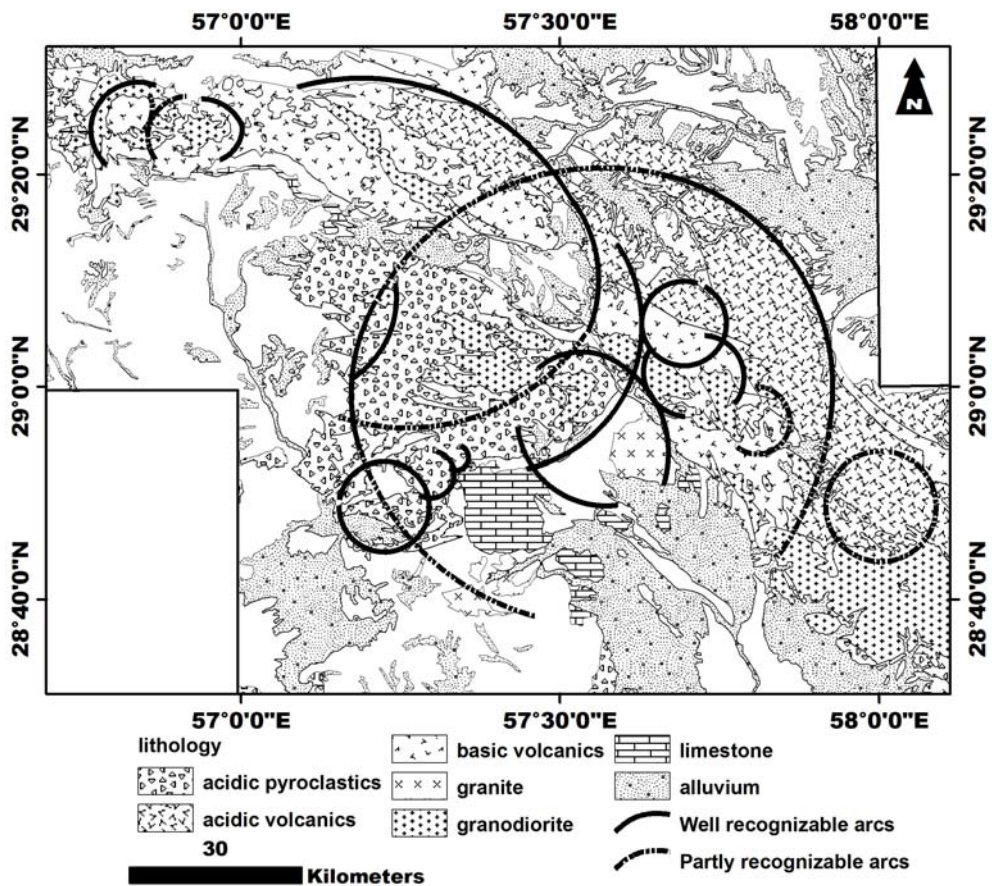 57°0'0"E 57°30'0"E 58°0'0"E
N
29°20'0"N 29°20'0"N
29°0'0"N 29°0'0"N
28°40'0"N 28°40'0"N
57°0'0"E 57°30'0"E 58°0'0"E
lithology
acidic pyroclastics
acidic volcanics
basic volcanics
granite
granodiorite
limestone
alluvium
Well recognizable arcs
Partly recognizable arcs
30
Kilometers